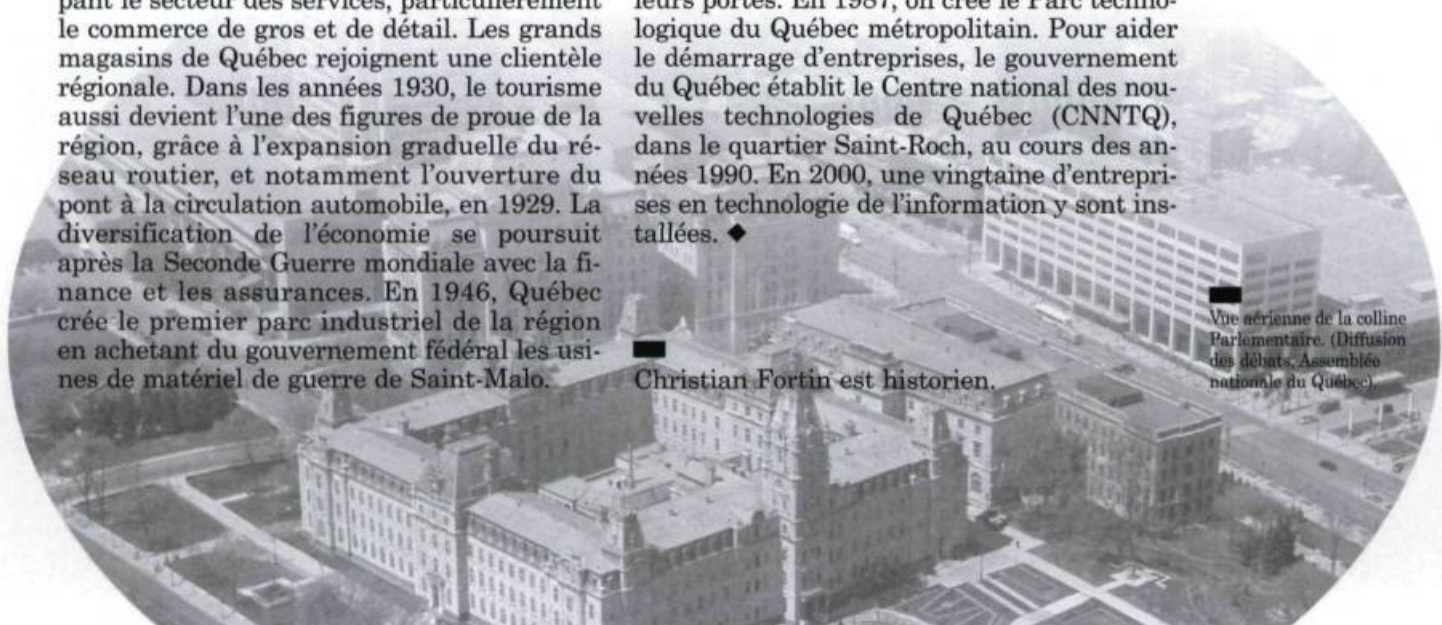 pant le secteur des services, particulièrement
le commerce de gros et de détail. Les grands
magasins de Québec rejoignent une clientèle
régionale. Dans les années 1930, le tourisme
aussi devient l'une des figures de proue de la
région, grâce à l'expansion graduelle du ré-
seau routier, et notamment l'ouverture du
pont à la circulation automobile, en 1929. La
diversification de l'économie se poursuit
après la Seconde Guerre mondiale avec la fi-
nance et les assurances. En 1946, Québec
crée le premier parc industriel de la région
en achetant du gouvernement fédéral les usi-
nes de matériel de guerre de Saint-Malo.
leurs portes. En 1987, on crée le Parc techno-
logique du Québec métropolitain. Pour aider
le démarrage d'entreprises, le gouvernement
du Québec établit le Centre national des nou-
velles technologies de Québec (CNNTQ),
dans le quartier Saint-Roch, au cours des an-
nées 1990. En 2000, une vingtaine d'entrepri-
ses en technologie de l'information y sont ins-
tallées. ◆
Christian Fortin est historien.
Vue aérienne de la colline
Parlementaire. (Diffusion
des débats, Assemblée
nationale du Québec).